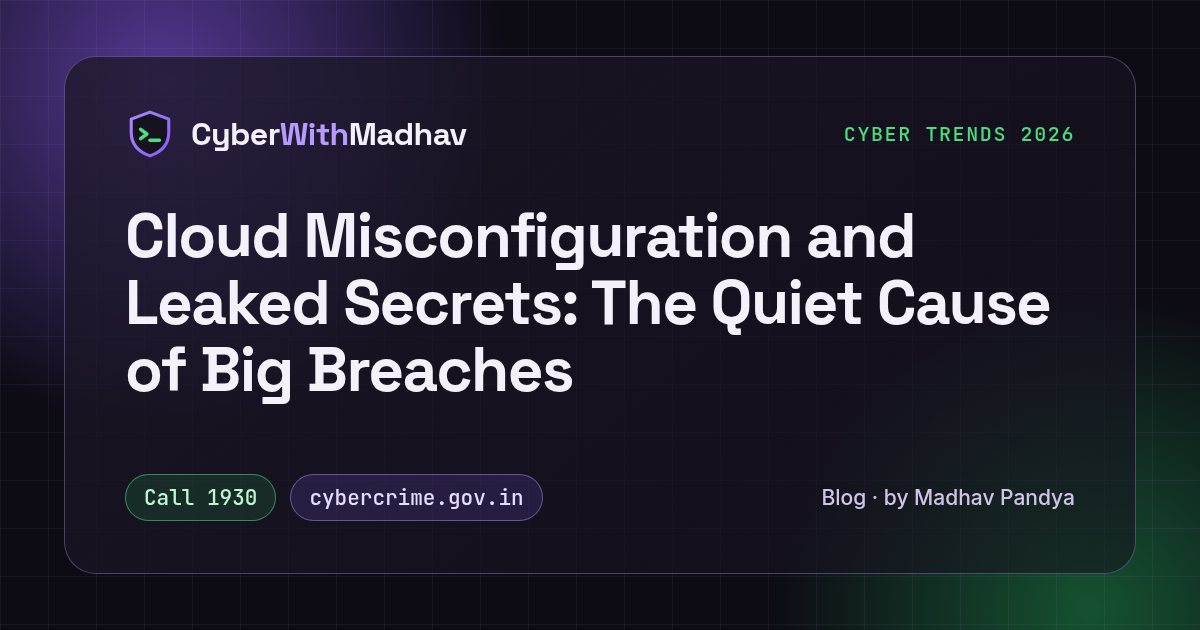 CyberWithMadhav
CYBER TRENDS 2026
Cloud Misconfiguration and
Leaked Secrets: The Quiet Cause
of Big Breaches
Call 1930
cybercrime.gov.in
Blog · by Madhav Pandya